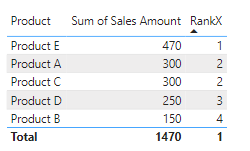 Product Sum of Sales Amount RankX
Product E 470 1
Product A 300 2
Product C 300 2
Product D 250 3
Product B 150 4
Total 1470 1